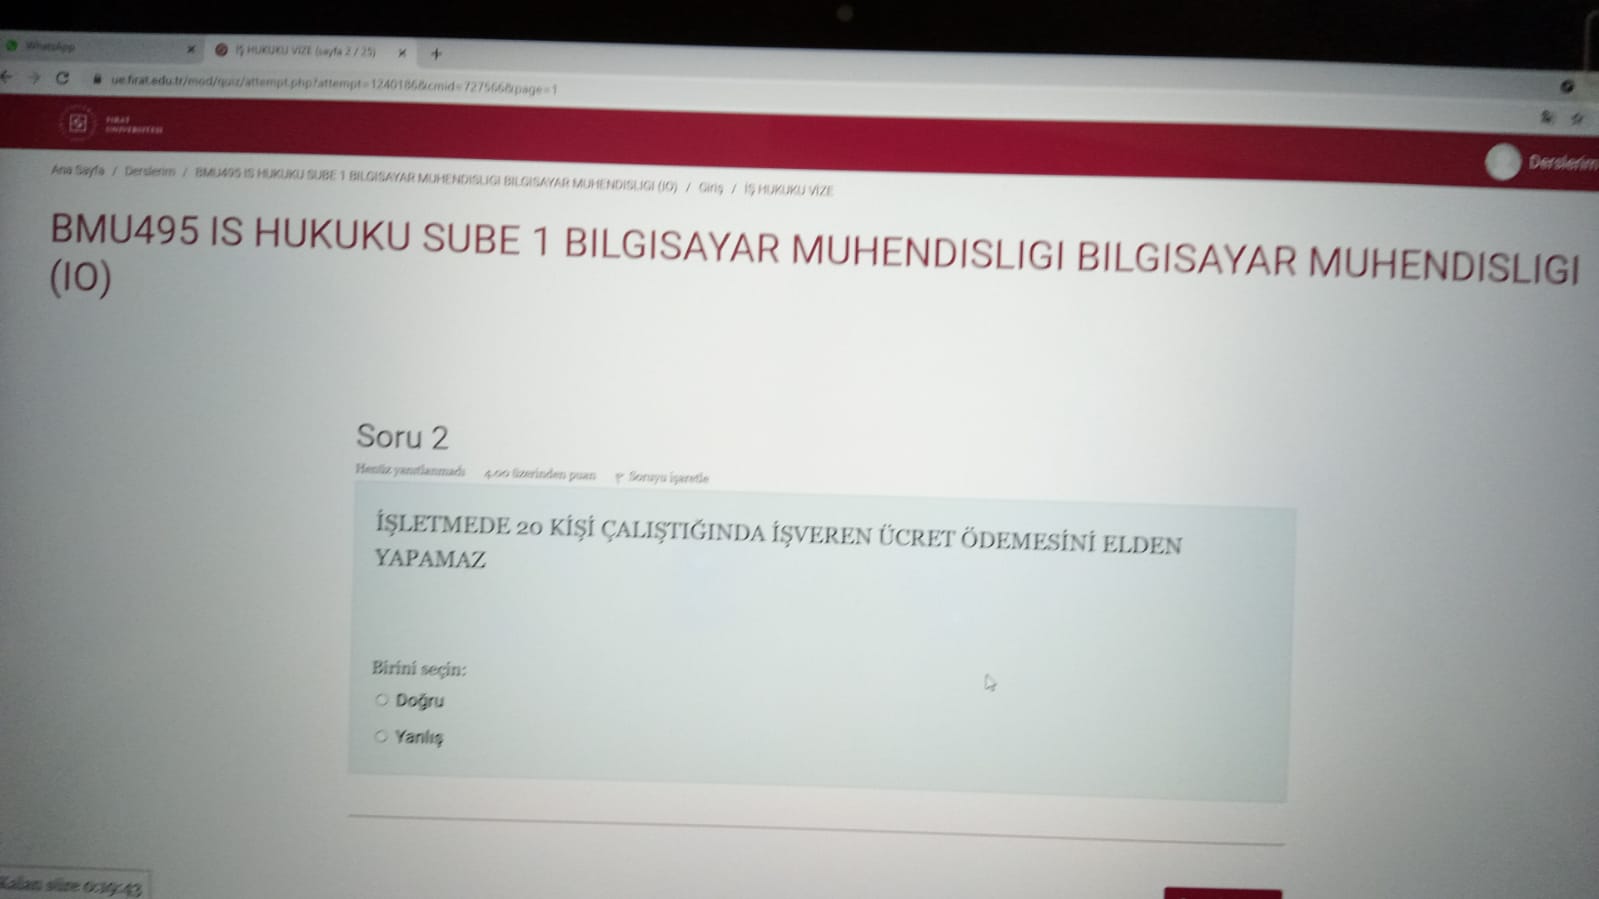 WhatsApp
İŞ HUKUKU VİZE (sayfa 2 / 25)
ue.firat.edu.tr/mod/quiz/attempt.php?attempt=1240186&cmid=727566&page=1
FIRAT
ÜNİVERSİTESİ
Derslerim
Ana Sayfa / Derslerim / BMU495 IS HUKUKU SUBE 1 BILGISAYAR MUHENDISLIGI BILGISAYAR MUHENDISLIGI (IO) / Giriş / İŞ HUKUKU VİZE
BMU495 IS HUKUKU SUBE 1 BILGISAYAR MUHENDISLIGI BILGISAYAR MUHENDISLIGI
(IO)
Soru 2
Henüz yanıtlanmadı 4,00 üzerinden puan Soruyu işaretle
İŞLETMEDE 20 KİŞİ ÇALIŞTIĞINDA İŞVEREN ÜCRET ÖDEMESİNİ ELDEN
YAPAMAZ
Birini seçin:
Doğru
Yanlış
Kalan süre